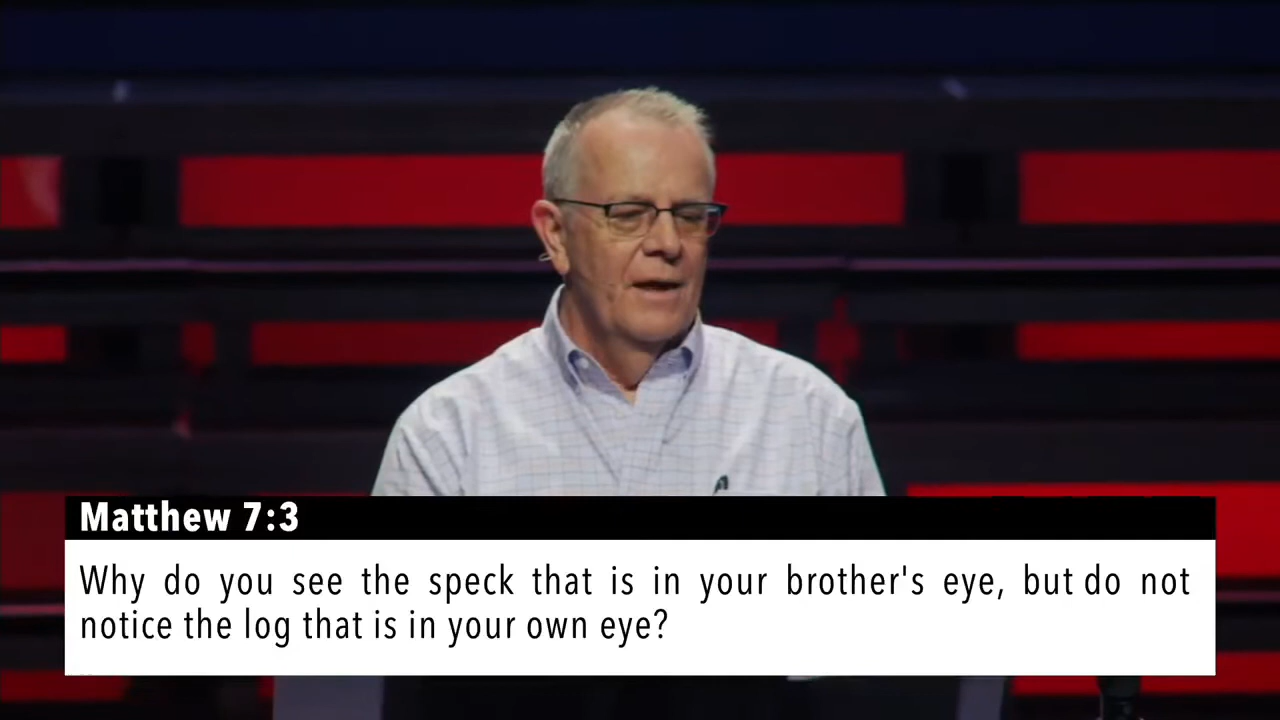 Matthew 7:3
Why do you see the speck that is in your brother's eye, but do not
notice the log that is in your own eye?